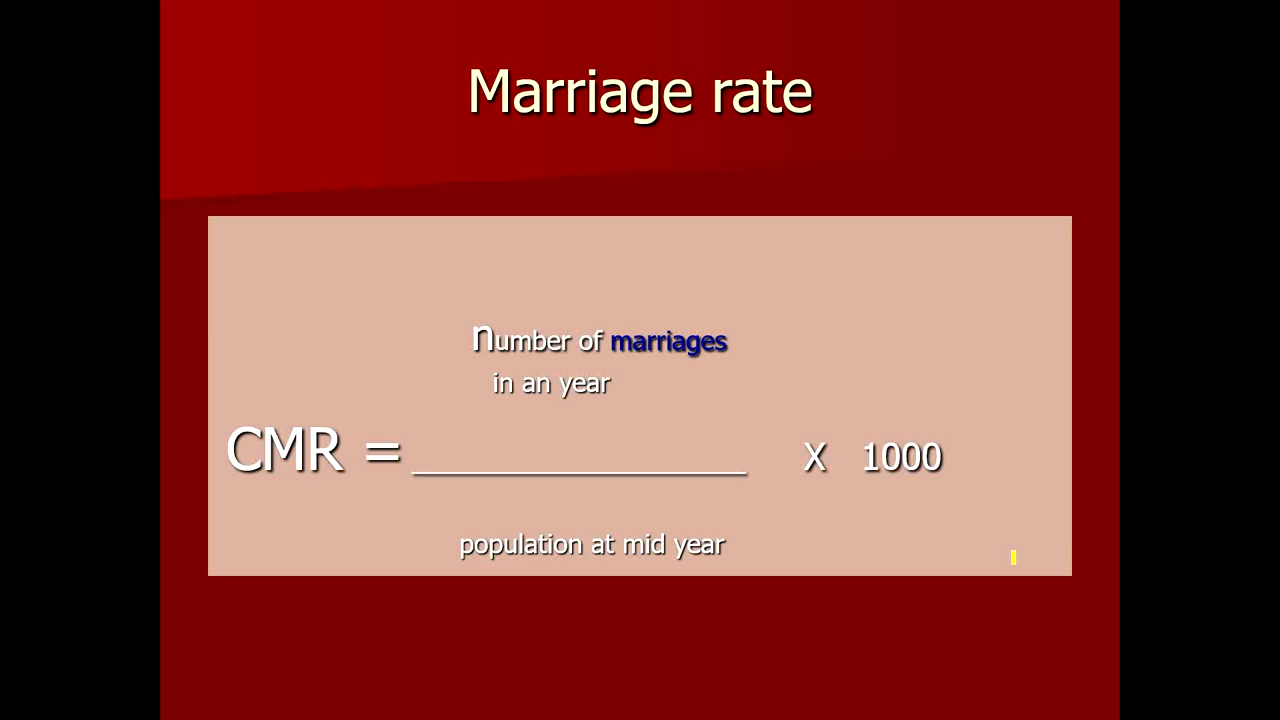 Marriage rate
number of marriages
in an year
CMR = ________________ X 1000
population at mid year